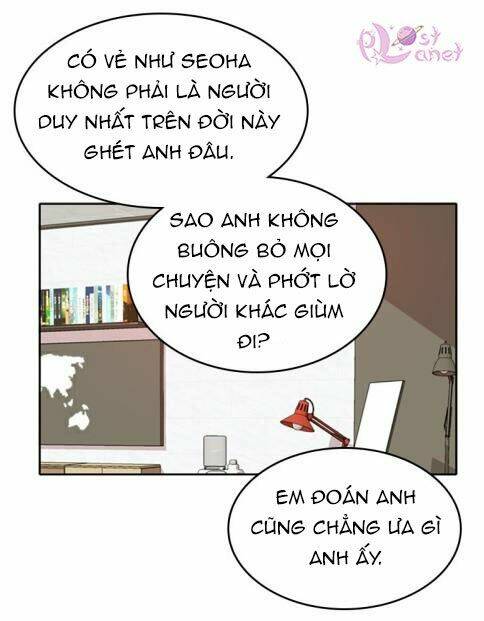 Lost
Planet
CÓ VẺ NHƯ SEOHA
KHÔNG PHẢI LÀ NGƯỜI
DUY NHẤT TRÊN ĐỜI NÀY
GHÉT ANH ĐÂU.
SAO ANH KHÔNG
BUÔNG BỎ MỌI
CHUYỆN VÀ PHỚT LỜ
NGƯỜI KHÁC GIÙM
ĐI?
EM ĐOÁN ANH
CŨNG CHẲNG ƯA GÌ
ANH ẤY.